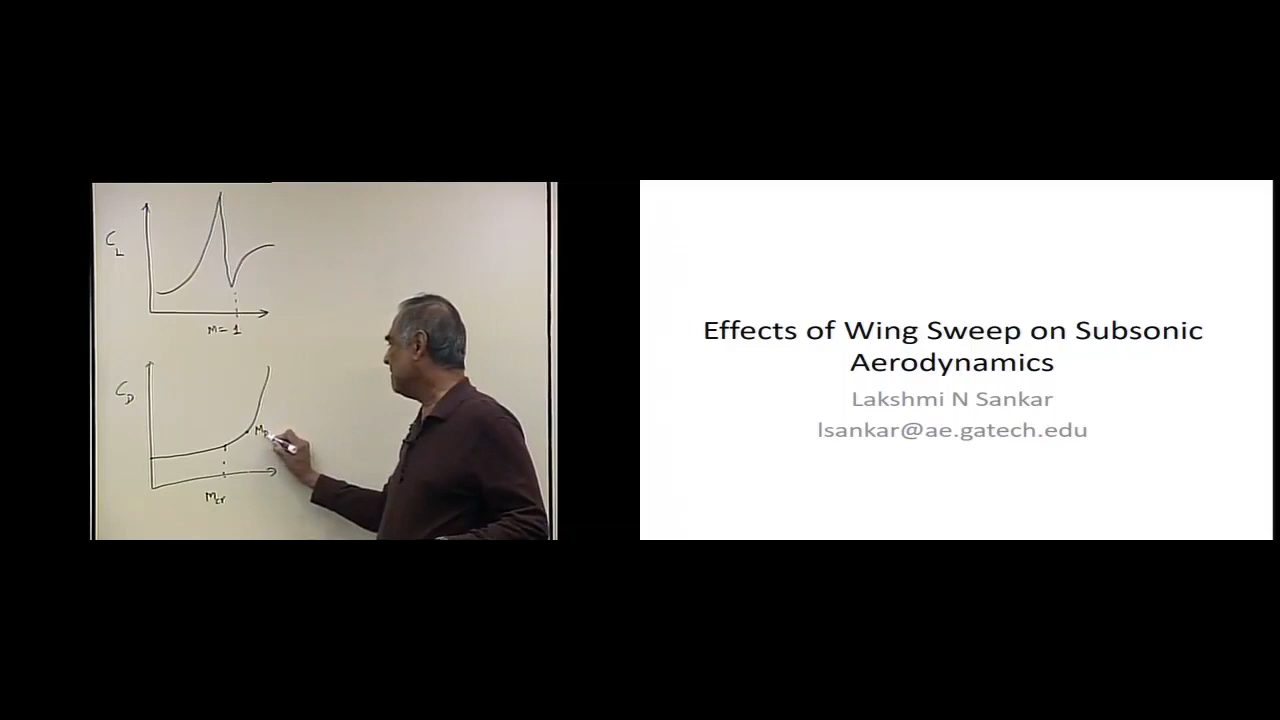 C_L
M = 1
C_D
M_D
M_cr
Effects of Wing Sweep on Subsonic
Aerodynamics
Lakshmi N Sankar
lsankar@ae.gatech.edu